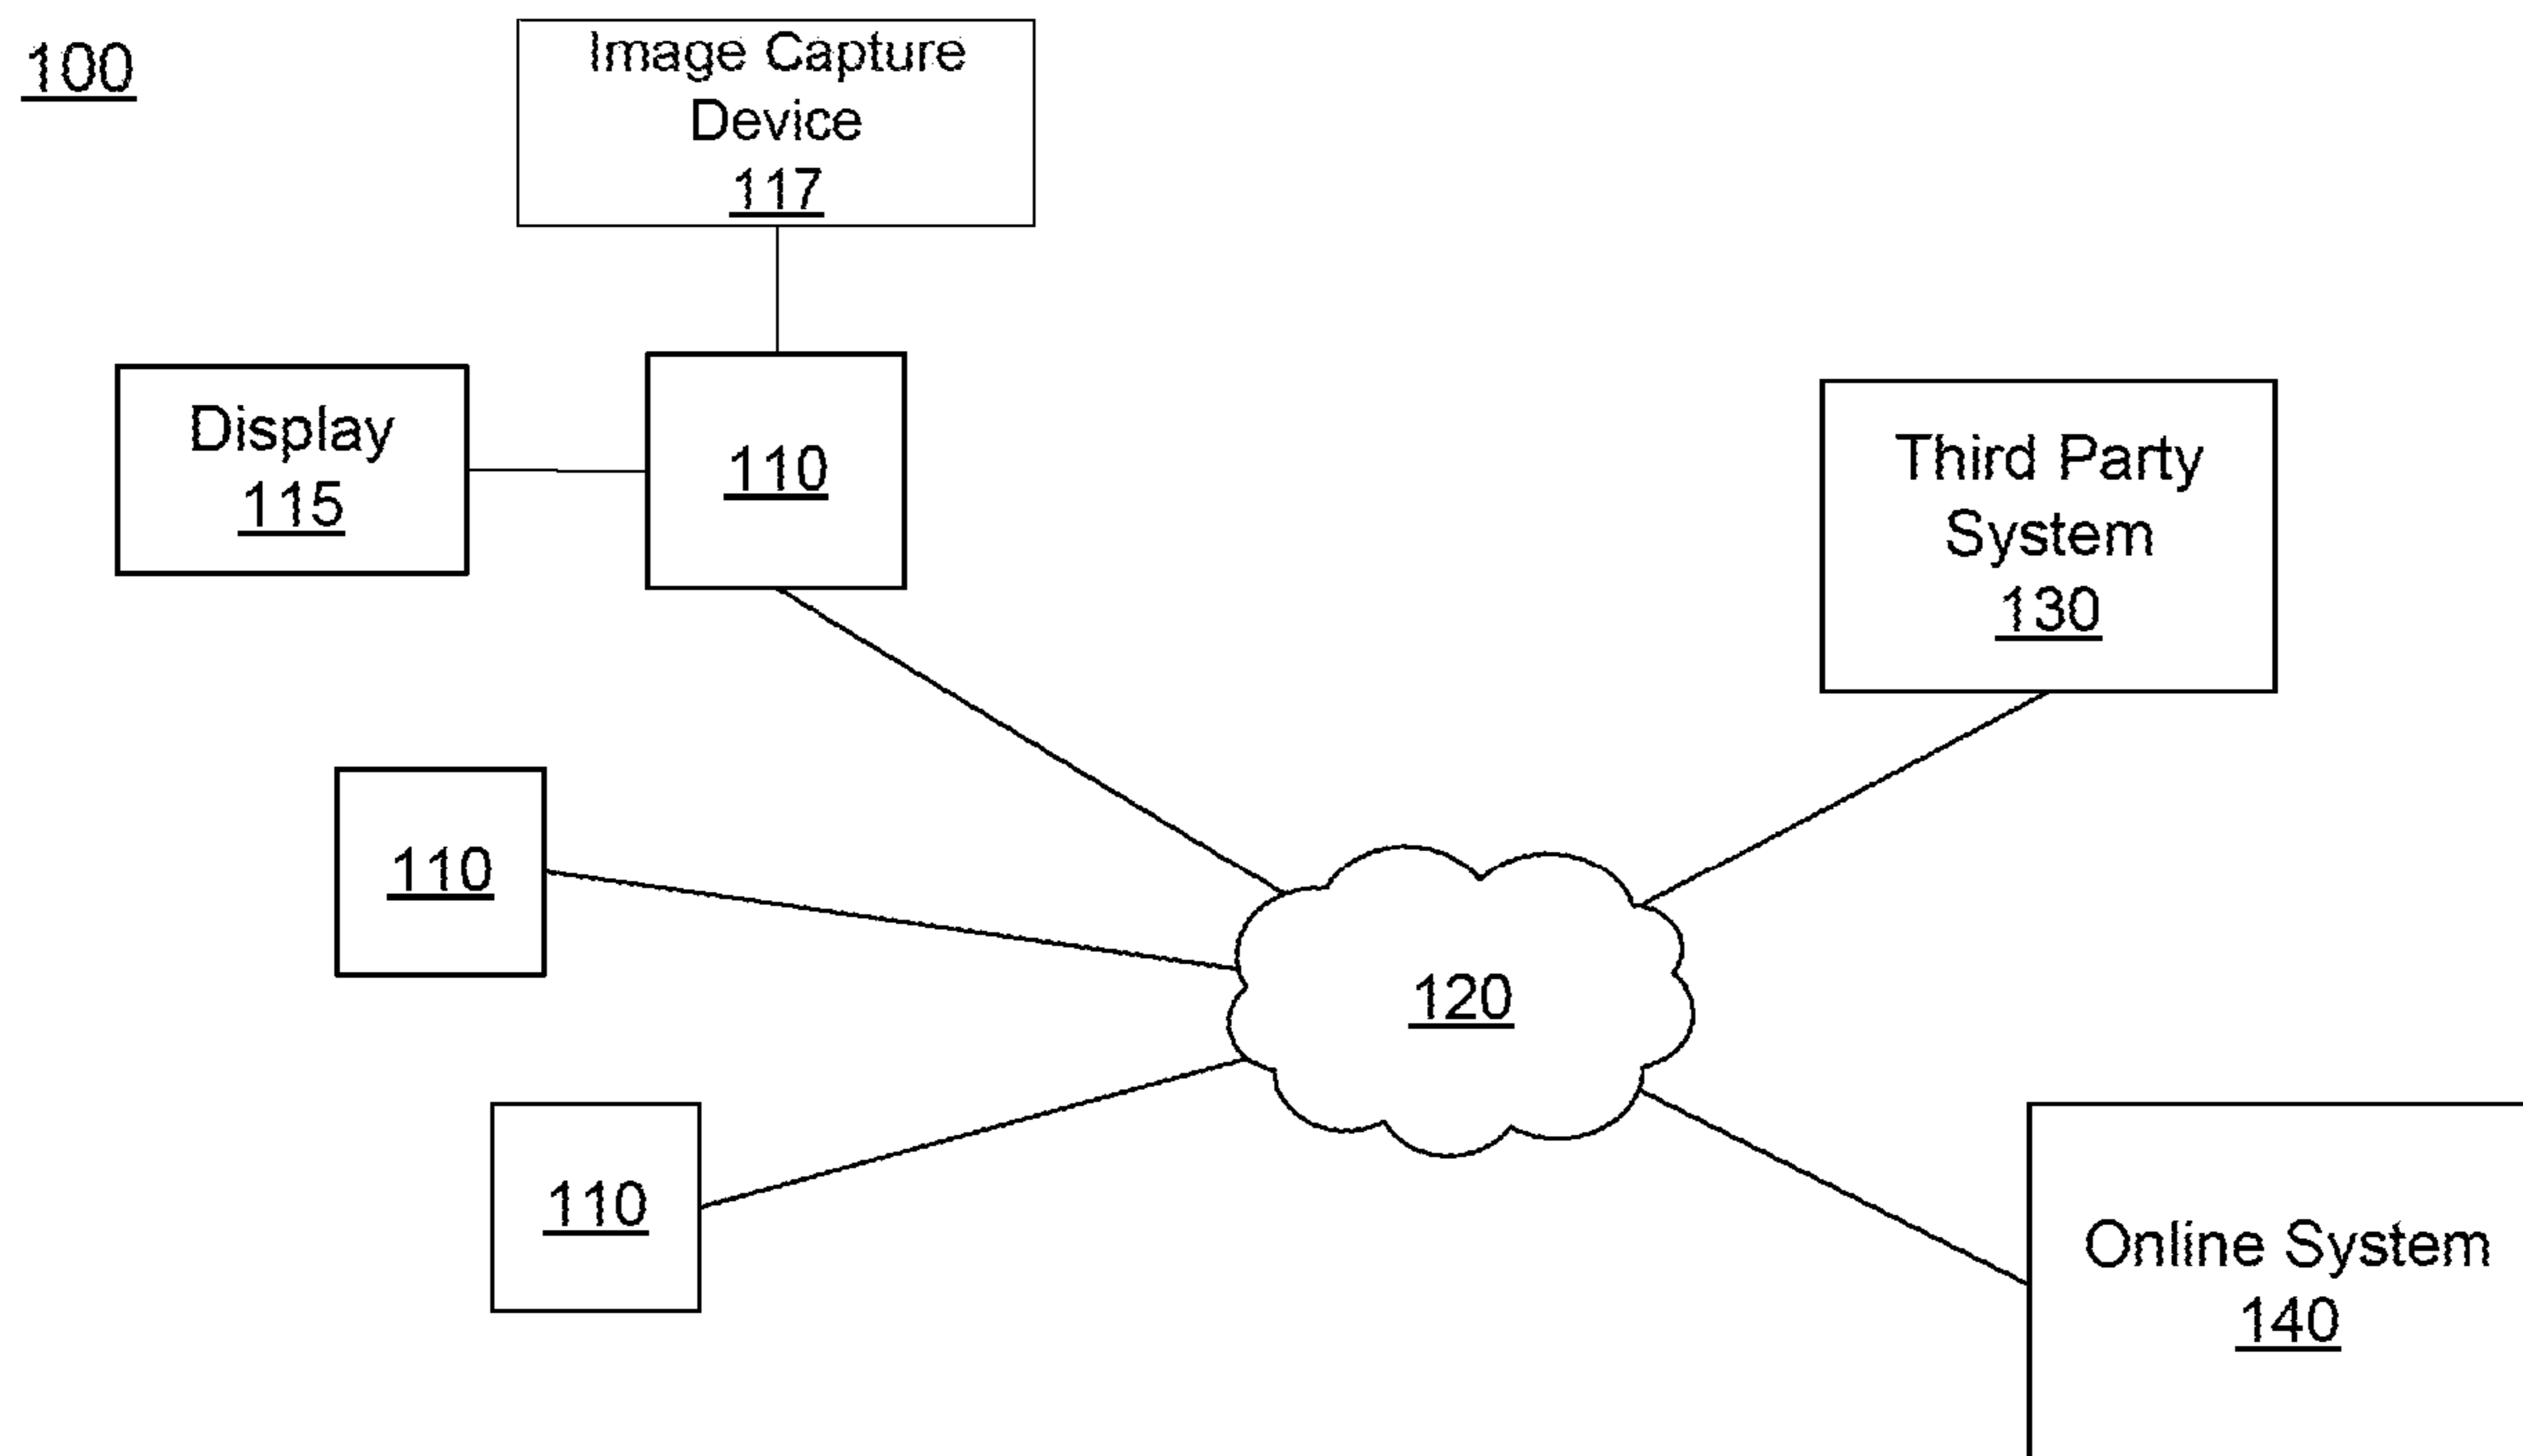 100
Image Capture
Device
117
Display
115
110
Third Party
System
130
110
120
110
Online System
140